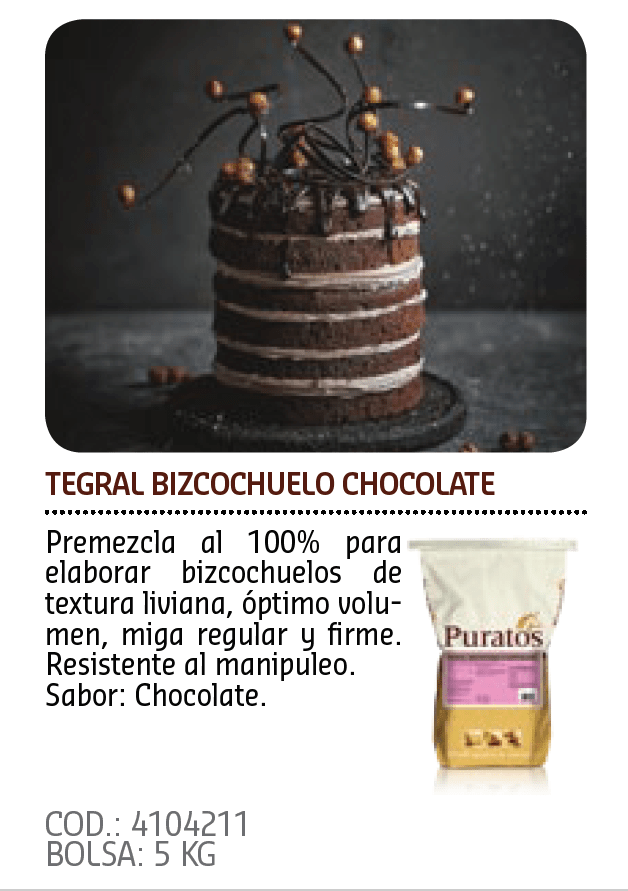 TEGRAL BIZCOCHUELO CHOCOLATE
Premezcla al 100% para
elaborar bizcochuelos de
textura liviana, óptimo volu-
men, miga regular y firme.
Resistente al manipuleo.
Sabor: Chocolate.
Puratos
COD.: 4104211
BOLSA: 5 KG